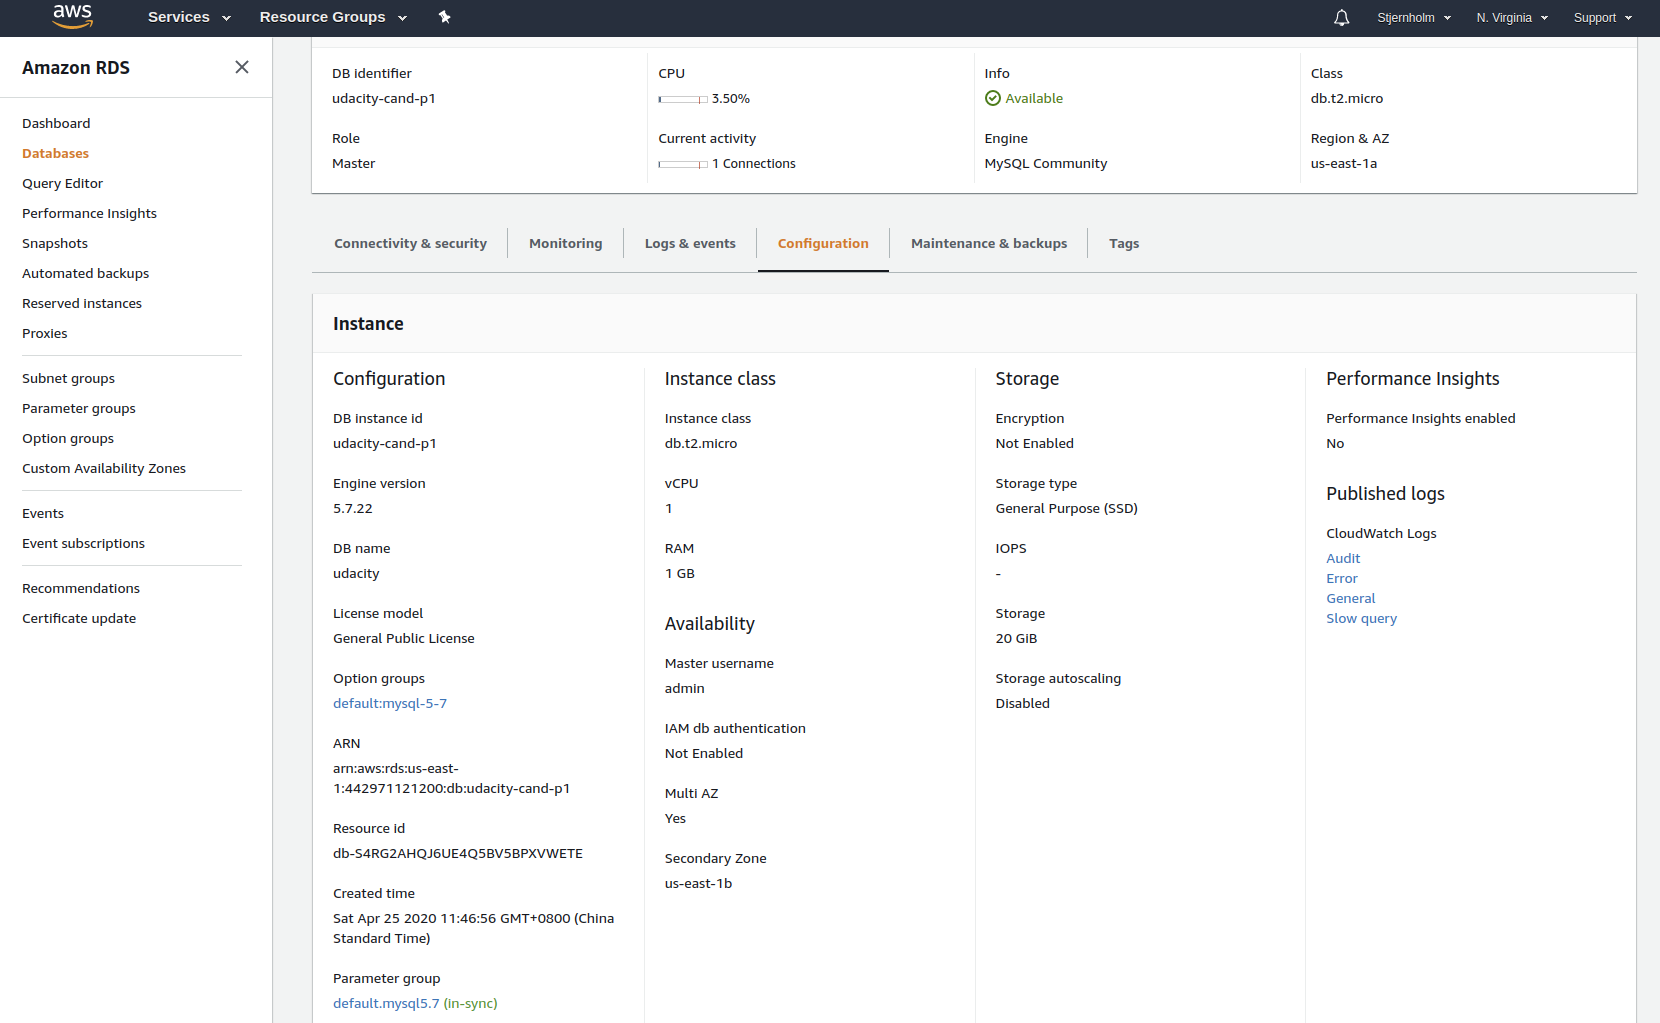 aws
Services
Resource Groups
Stjernholm
N. Virginia
Support
Amazon RDS
Dashboard
Databases
Query Editor
Performance Insights
Snapshots
Automated backups
Reserved instances
Proxies
Subnet groups
Parameter groups
Option groups
Custom Availability Zones
Events
Event subscriptions
Recommendations
Certificate update
DB identifier
udacity-cand-p1
Role
Master
CPU
3.50%
Current activity
1 Connections
Info
Available
Engine
MySQL Community
Class
db.t2.micro
Region & AZ
us-east-1a
Connectivity & security
Monitoring
Logs & events
Configuration
Maintenance & backups
Tags
Instance
Configuration
DB instance id
udacity-cand-p1
Engine version
5.7.22
DB name
udacity
License model
General Public License
Option groups
default:mysql-5-7
ARN
arn:aws:rds:us-east-
1:442971121200:db:udacity-cand-p1
Resource id
db-S4RG2AHQJ6UE4Q5BV5BPXVWETE
Created time
Sat Apr 25 2020 11:46:56 GMT+0800 (China
Standard Time)
Parameter group
default.mysql5.7 (in-sync)
Instance class
Instance class
db.t2.micro
vCPU
1
RAM
1 GB
Availability
Master username
admin
IAM db authentication
Not Enabled
Multi AZ
Yes
Secondary Zone
us-east-1b
Storage
Encryption
Not Enabled
Storage type
General Purpose (SSD)
IOPS
-
Storage
20 GiB
Storage autoscaling
Disabled
Performance Insights
Performance Insights enabled
No
Published logs
CloudWatch Logs
Audit
Error
General
Slow query